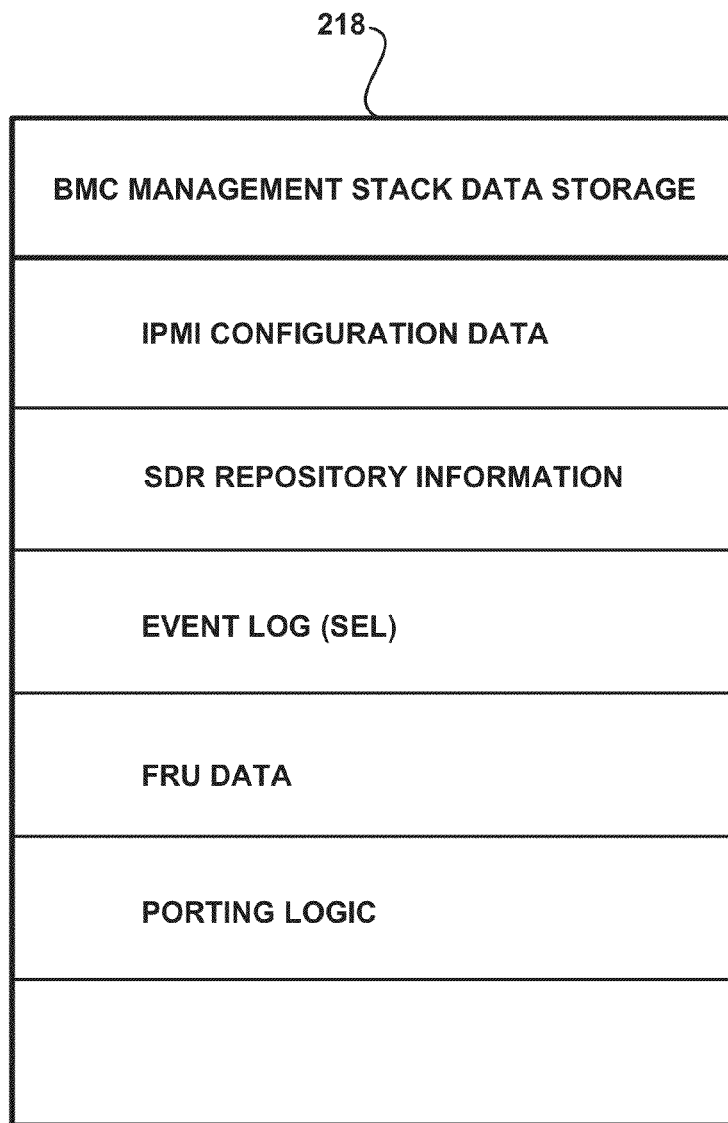 218
BMC MANAGEMENT STACK DATA STORAGE
IPMI CONFIGURATION DATA
SDR REPOSITORY INFORMATION
EVENT LOG (SEL)
FRU DATA
PORTING LOGIC